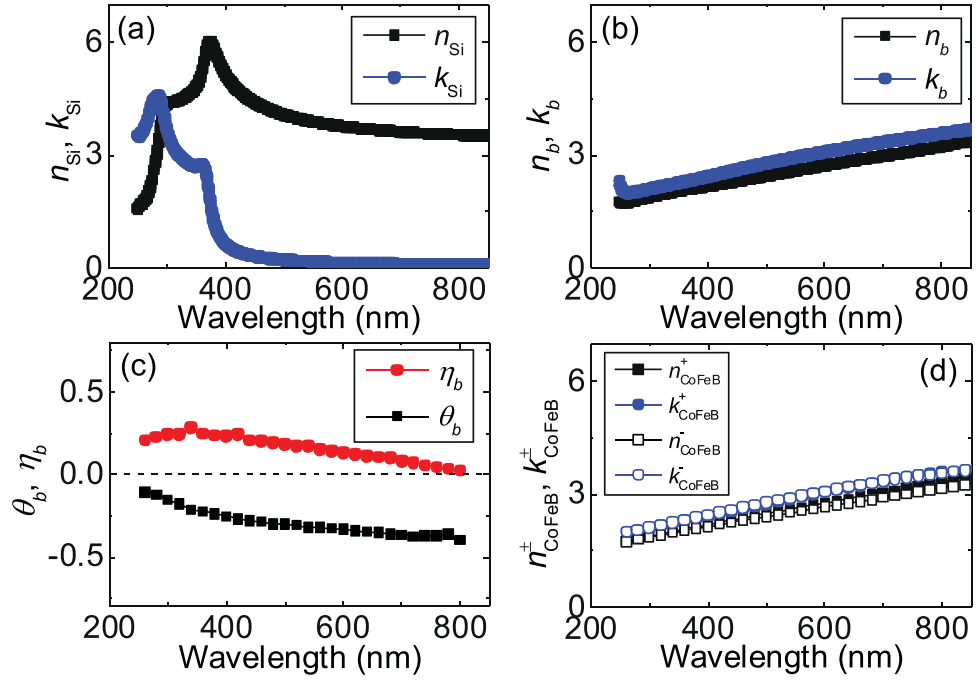 (a)
n_Si
k_Si
n_Si, k_Si
6
3
0
200 400 600 800
Wavelength (nm)
(b)
n_b
k_b
n_b, k_b
6
3
0
200 400 600 800
Wavelength (nm)
(c)
η_b
θ_b
θ_b, η_b
0.5
0.0
-0.5
200 400 600 800
Wavelength (nm)
(d)
n^+_CoFeB
k^+_CoFeB
n^-_CoFeB
k^-_CoFeB
n^±_CoFeB, k^±_CoFeB
6
3
0
200 400 600 800
Wavelength (nm)